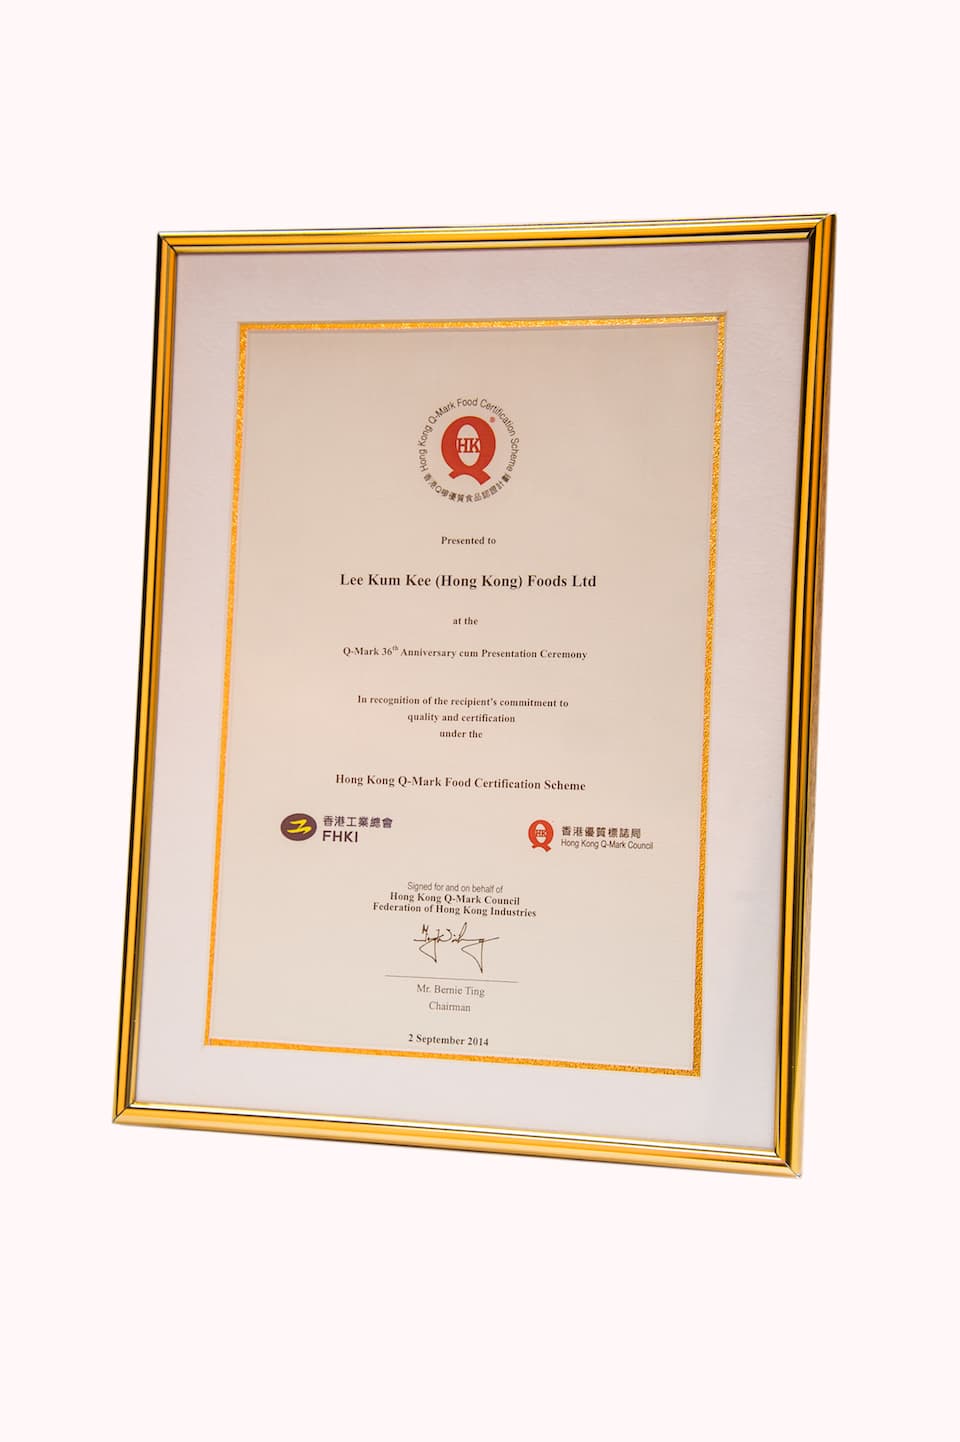 Hong Kong Q-Mark Food Certification Scheme
香港Q嘜優質食品認證計劃
HK
®
Presented to
Lee Kum Kee (Hong Kong) Foods Ltd
at the
Q-Mark 36th Anniversary cum Presentation Ceremony
In recognition of the recipient's commitment to
quality and certification
under the
Hong Kong Q-Mark Food Certification Scheme
香港工業總會
FHKI
HK
香港優質標誌局
Hong Kong Q-Mark Council
Signed for and on behalf of
Hong Kong Q-Mark Council
Federation of Hong Kong Industries
Mr. Bernie Ting
Chairman
2 September 2014